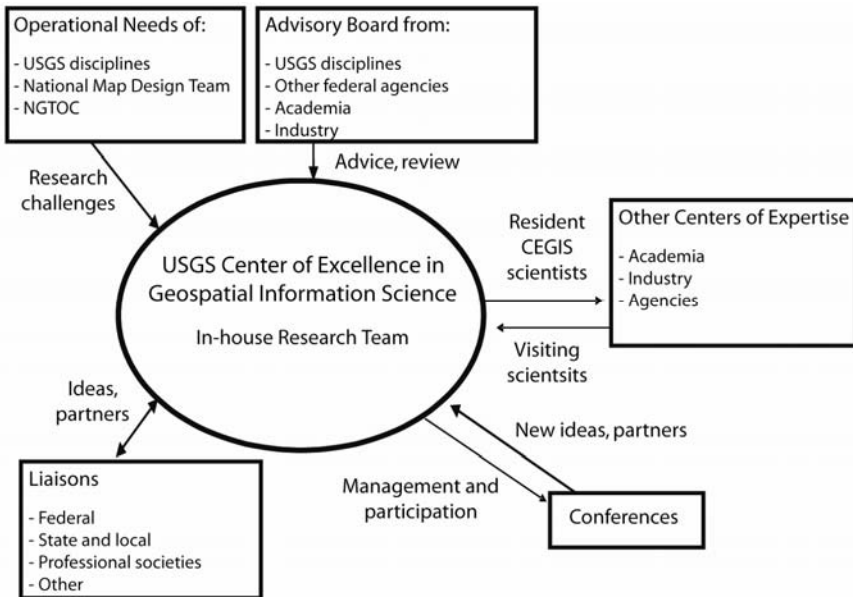 Operational Needs of:
- USGS disciplines
- National Map Design Team
- NGTOC
Advisory Board from:
- USGS disciplines
- Other federal agencies
- Academia
- Industry
Research
challenges
Advice, review
USGS Center of Excellence in
Geospatial Information Science
In-house Research Team
Resident
CEGIS
scientists
Visiting
scientsits
Other Centers of Expertise
- Academia
- Industry
- Agencies
Ideas,
partners
Liaisons
- Federal
- State and local
- Professional societies
- Other
Management and
participation
New ideas, partners
Conferences